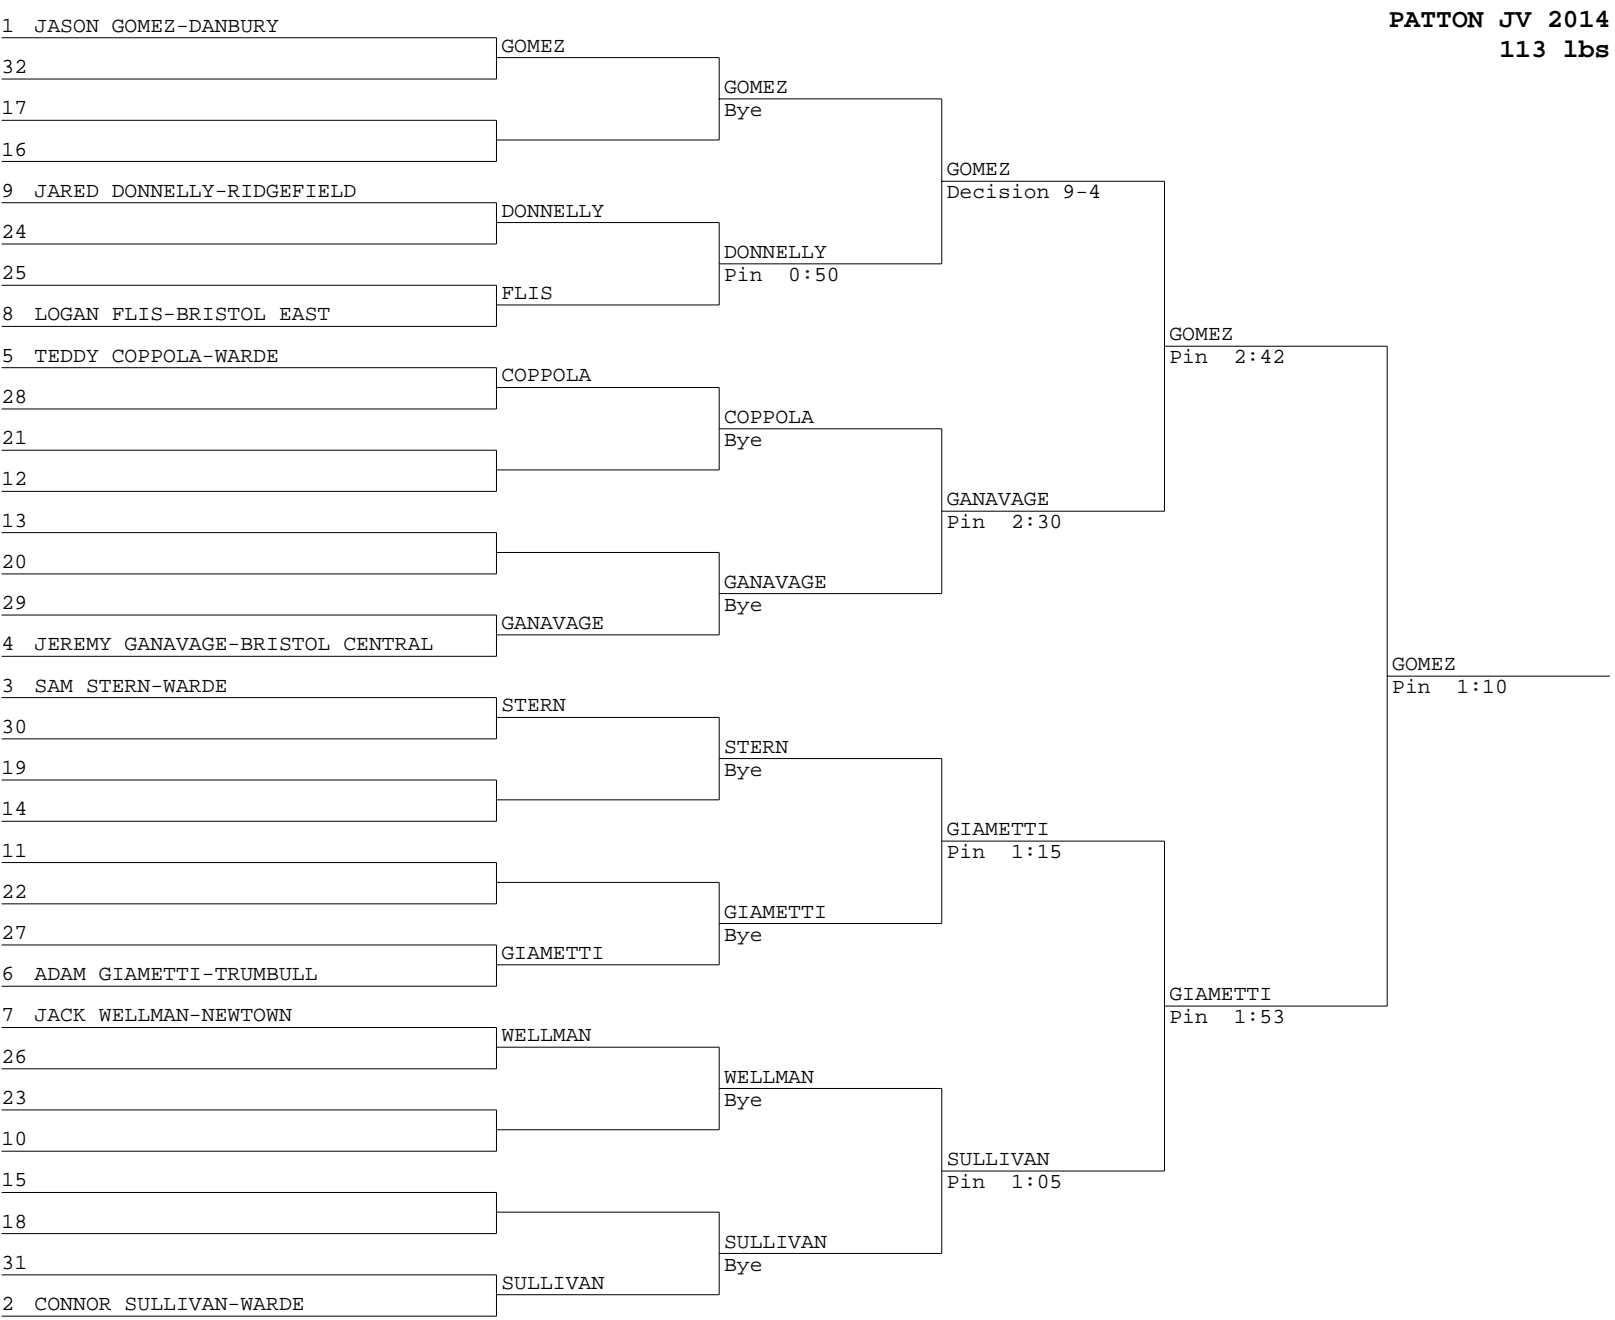 PATTON JV 2014
113 lbs
1 JASON GOMEZ-DANBURY
32
17
16
9 JARED DONNELLY-RIDGEFIELD
24
25
8 LOGAN FLIS-BRISTOL EAST
5 TEDDY COPPOLA-WARDE
28
21
12
13
20
29
4 JEREMY GANAVAGE-BRISTOL CENTRAL
3 SAM STERN-WARDE
30
19
14
11
22
27
6 ADAM GIAMETTI-TRUMBULL
7 JACK WELLMAN-NEWTOWN
26
23
10
15
18
31
2 CONNOR SULLIVAN-WARDE
GOMEZ
DONNELLY
FLIS
COPPOLA
GANAVAGE
STERN
GIAMETTI
WELLMAN
SULLIVAN
GOMEZ
Bye
DONNELLY
Pin 0:50
COPPOLA
Bye
GANAVAGE
Bye
STERN
Bye
GIAMETTI
Bye
WELLMAN
Bye
SULLIVAN
Bye
GOMEZ
Decision 9-4
GANAVAGE
Pin 2:30
GIAMETTI
Pin 1:15
SULLIVAN
Pin 1:05
GOMEZ
Pin 2:42
GIAMETTI
Pin 1:53
GOMEZ
Pin 1:10